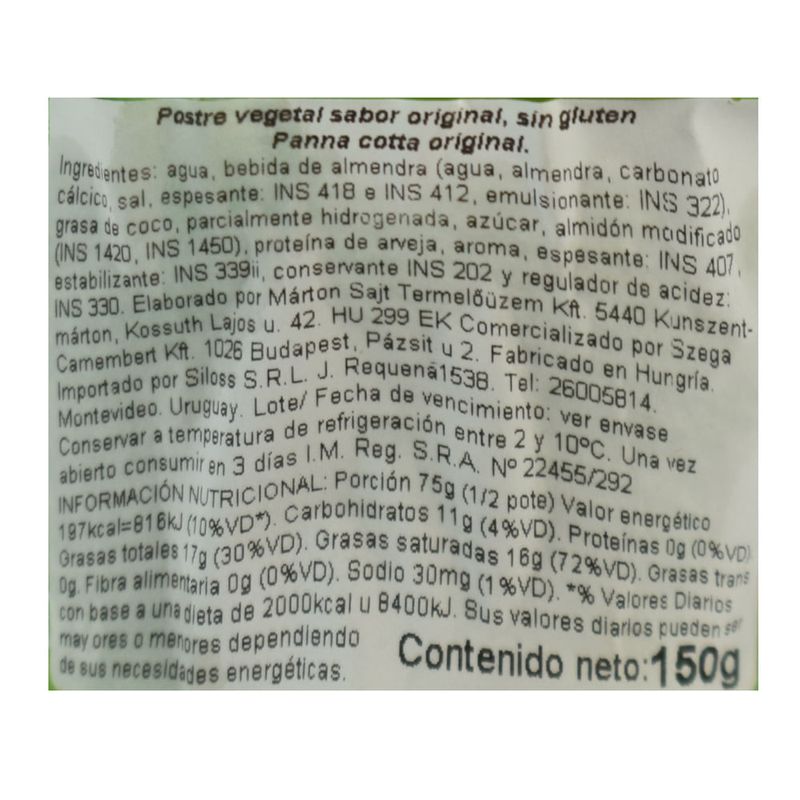 Postre vegetal sabor original, sin gluten
Panna cotta original.
Ingredientes: agua, bebida de almendra (agua, almendra, carbonato
cálcico, sal, espesante: INS 418 e INS 412, emulsionante: INS 322),
grasa de coco, parcialmente hidrogenada, azúcar, almidón modificado
(INS 1420, INS 1450), proteína de arveja, aroma, espesante: INS 407,
estabilizante: INS 339ii, conservante INS 202 y regulador de acidez:
INS 330. Elaborado por Márton Sajt Termelőüzem Kft. 5440 Kunszent-
márton, Kossuth Lajos u. 42. HU 299 EK Comercializado por Szega
Camembert Kft. 1026 Budapest, Pázsit u 2. Fabricado en Hungría.
Importado por Siloss S.R.L. J. Requena1538. Tel: 26005814.
Montevideo. Uruguay. Lote/ Fecha de vencimiento: ver envase
Conservar a temperatura de refrigeración entre 2 y 10ºC. Una vez
abierto consumir en 3 días I.M. Reg. S.R.A. Nº 22455/292
INFORMACIÓN NUTRICIONAL: Porción 75g (1/2 pote) Valor energético
197kcal=816kJ (10%VD*). Carbohidratos 11g (4%VD). Proteínas 0g (0%VD)
Grasas totales 17g (30%VD). Grasas saturadas 16g (72%VD). Grasas trans
0g. Fibra alimentaria 0g (0%VD). Sodio 30mg (1%VD). *% Valores Diarios
con base a una dieta de 2000kcal u 8400kJ. Sus valores diarios pueden ser
mayores o menores dependiendo
de sus necesidades energéticas.
Contenido neto:150g